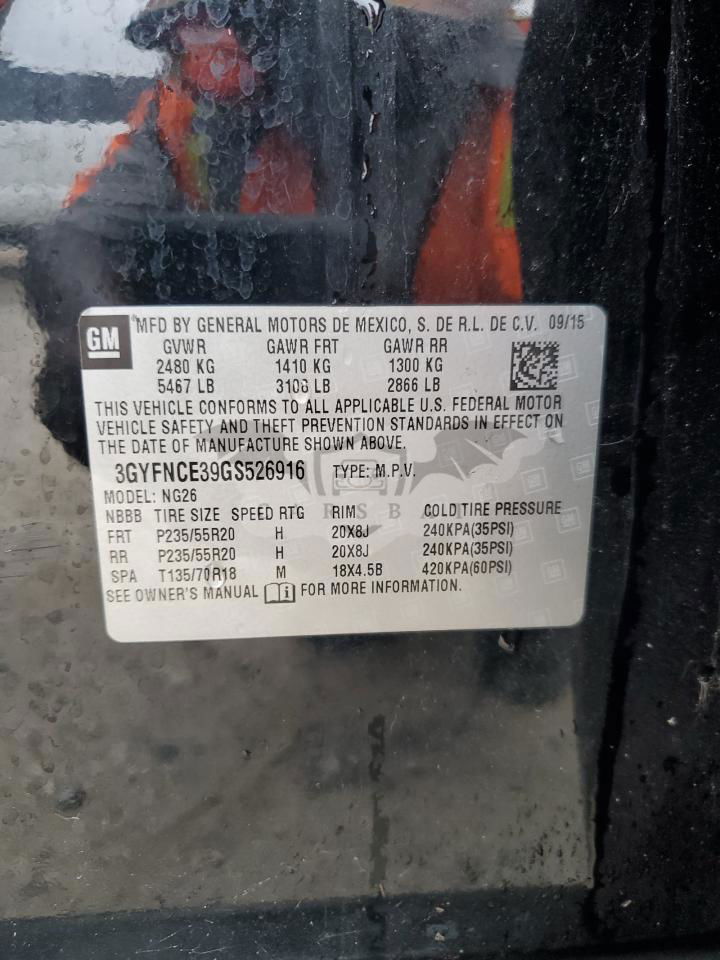 GM MFD BY GENERAL MOTORS DE MEXICO, S. DE R.L. DE C.V. 09/15
GVWR GAWR FRT GAWR RR
2480 KG 1410 KG 1300 KG
5467 LB 3108 LB 2866 LB
THIS VEHICLE CONFORMS TO ALL APPLICABLE U.S. FEDERAL MOTOR
VEHICLE SAFETY AND THEFT PREVENTION STANDARDS IN EFFECT ON
THE DATE OF MANUFACTURE SHOWN ABOVE.
3GYFNCE39GS526916 TYPE: M.P.V.
MODEL: NG26
NBBB TIRE SIZE SPEED RTG RIM COLD TIRE PRESSURE
FRT P235/55R20 H 20X8J 240KPA(35PSI)
RR P235/55R20 H 20X8J 240KPA(35PSI)
SPA T135/70R18 M 18X4.5B 420KPA(60PSI)
SEE OWNER'S MANUAL FOR MORE INFORMATION.